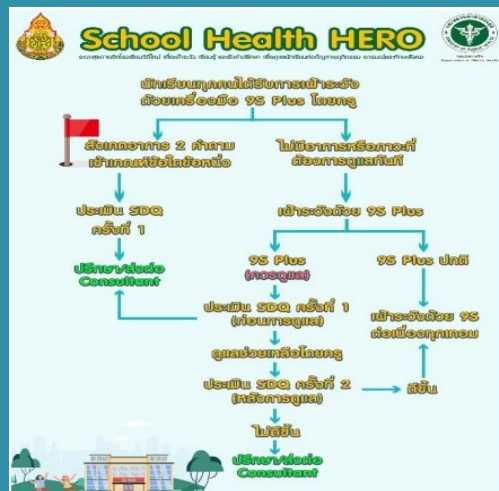 School Health HERO
นักเรียนทุกคนได้รับการเฝ้าระวัง
ด้วยเครื่องมือ 9S Plus โดยครู
สังเกตอาการ 2 คำถาม
เข้าเกณฑ์ข้อใดข้อหนึ่ง
ไม่มีอาการหรือภาวะที่
ต้องการดูแลทันที
ประเมิน SDQ
ครั้งที่ 1
เฝ้าระวังด้วย 9S Plus
ปรึกษา/ส่งต่อ
Consultant
9S Plus
(ควรดูแล)
9S Plus ปกติ
ประเมิน SDQ ครั้งที่ 1
(ก่อนการดูแล)
เฝ้าระวังด้วย 9S
ต่อเนื่องทุกเทอม
ดูแลช่วยเหลือโดยครู
ประเมิน SDQ ครั้งที่ 2
(หลังการดูแล)
ดีขึ้น
ไม่ดีขึ้น
ปรึกษา/ส่งต่อ
Consultant